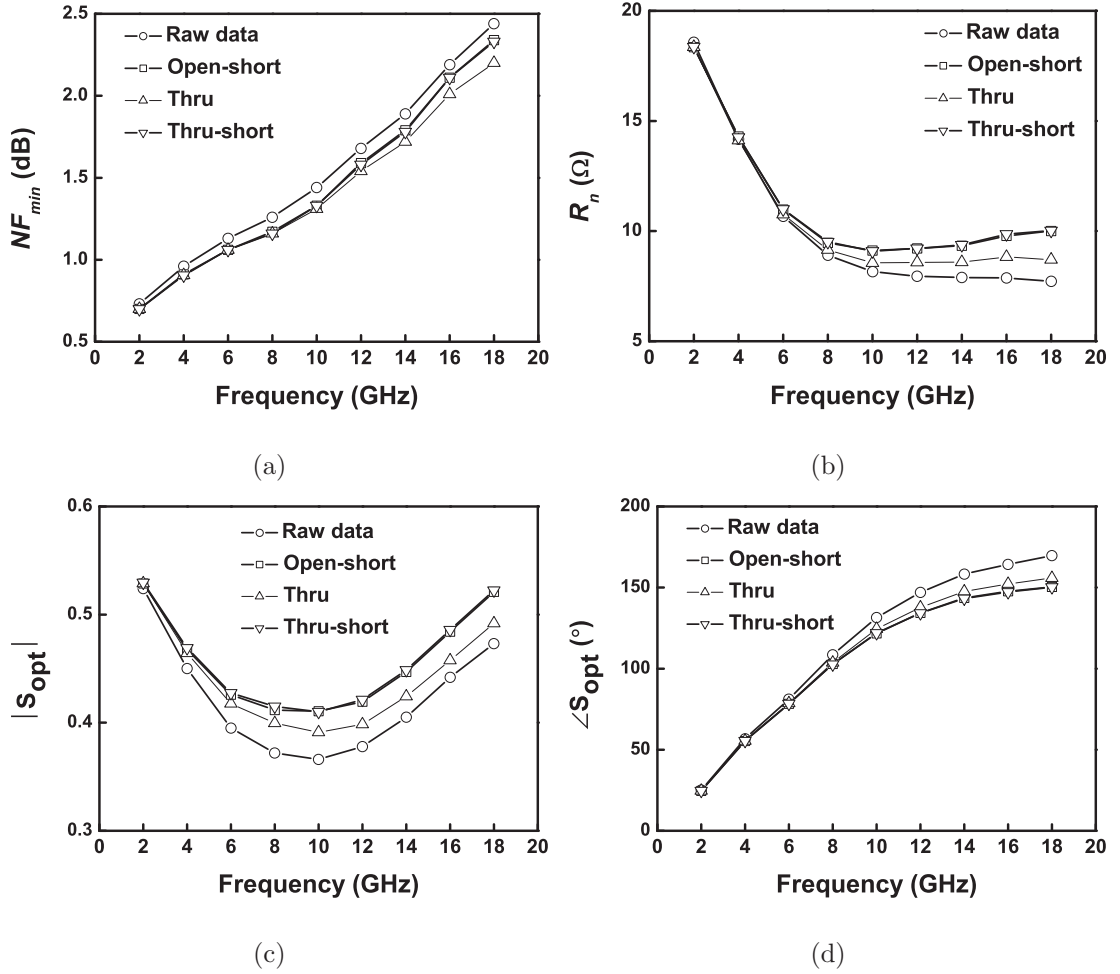 2.5
2.0
1.5
1.0
0.5
NFmin (dB)
Raw data
Open-short
Thru
Thru-short
0 2 4 6 8 10 12 14 16 18 20
Frequency (GHz)
(a)
20
15
10
5
Rn (Ω)
Raw data
Open-short
Thru
Thru-short
0 2 4 6 8 10 12 14 16 18 20
Frequency (GHz)
(b)
0.6
0.5
0.4
0.3
|Sopt|
Raw data
Open-short
Thru
Thru-short
0 2 4 6 8 10 12 14 16 18 20
Frequency (GHz)
(c)
200
150
100
50
0
∠Sopt (°)
Raw data
Open-short
Thru
Thru-short
0 2 4 6 8 10 12 14 16 18 20
Frequency (GHz)
(d)